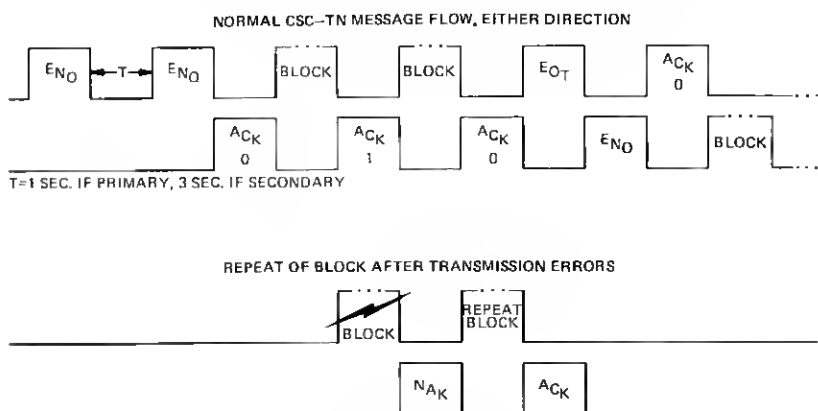 NORMAL CSC-TN MESSAGE FLOW, EITHER DIRECTION
ENQ T ENQ BLOCK BLOCK EOT ACK 0
ACK 0 ACK 1 ACK 0 ENQ BLOCK
T=1 SEC. IF PRIMARY, 3 SEC. IF SECONDARY
REPEAT OF BLOCK AFTER TRANSMISSION ERRORS
BLOCK REPEAT BLOCK
NAK ACK